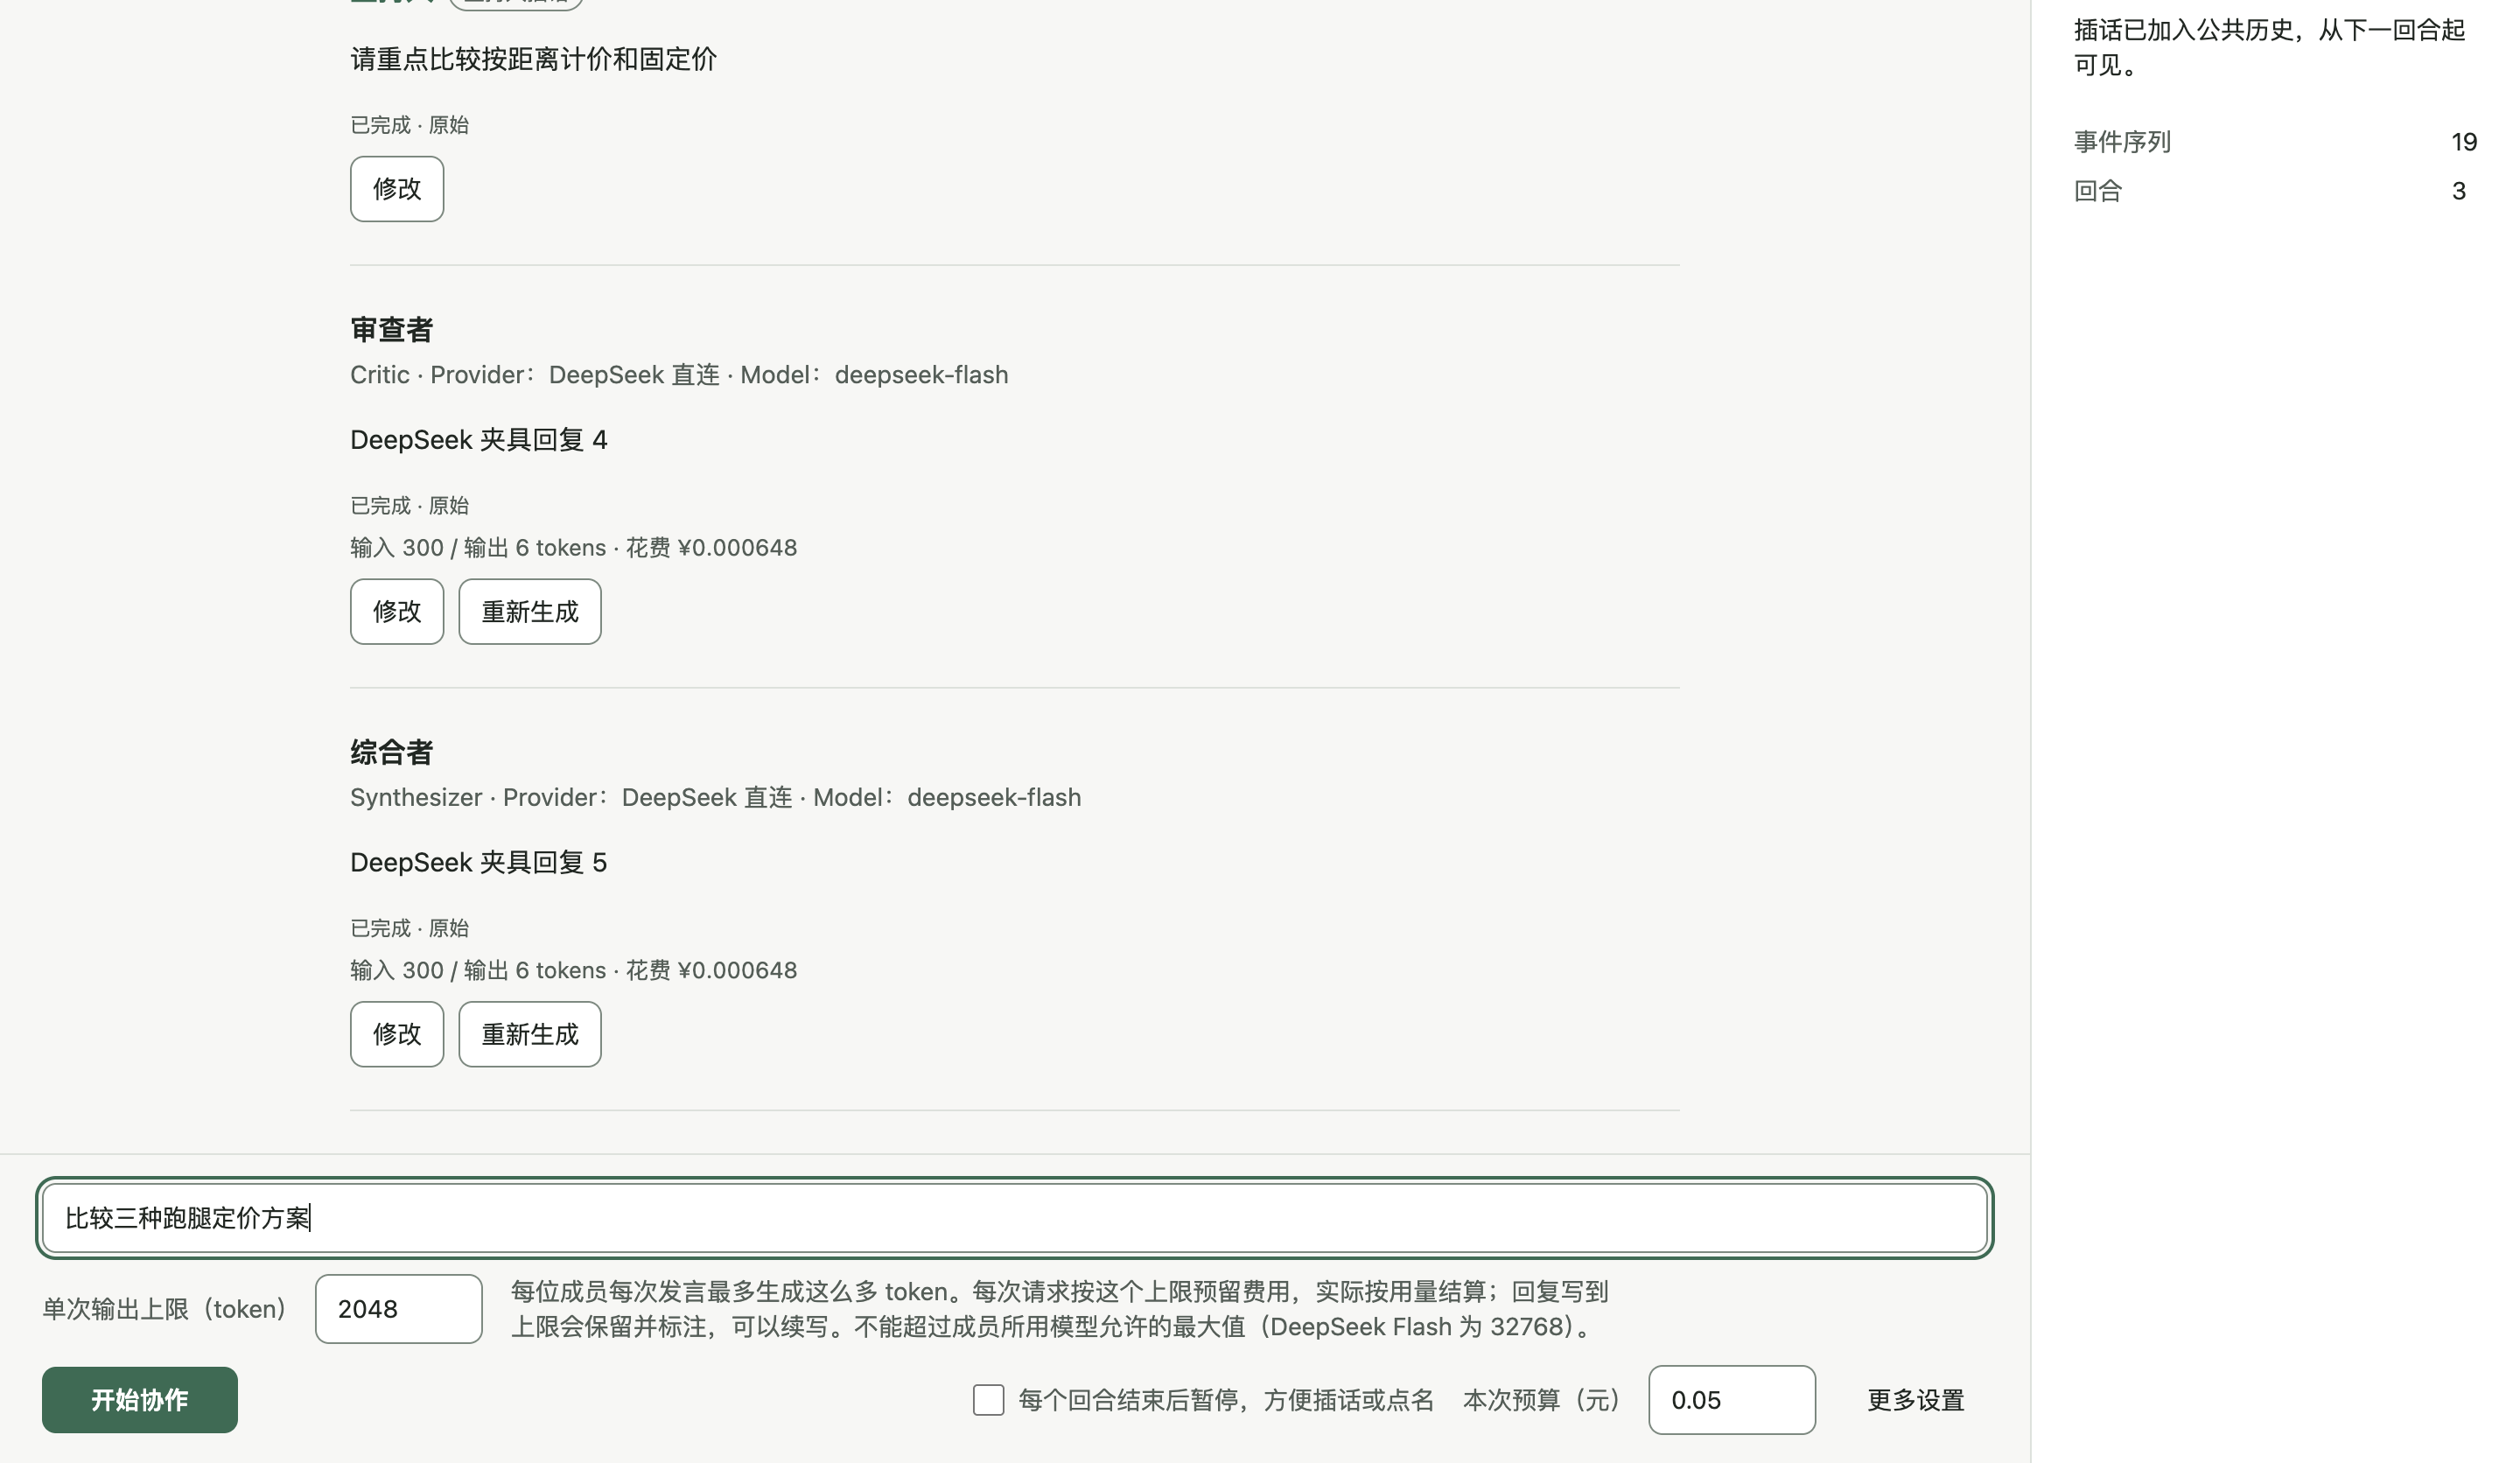 请重点比较按距离计价和固定价
已完成 · 原始
修改
审查者
Critic · Provider：DeepSeek 直连 · Model：deepseek-flash
DeepSeek 夹具回复 4
已完成 · 原始
输入 300 / 输出 6 tokens · 花费 ¥0.000648
修改 重新生成
综合者
Synthesizer · Provider：DeepSeek 直连 · Model：deepseek-flash
DeepSeek 夹具回复 5
已完成 · 原始
输入 300 / 输出 6 tokens · 花费 ¥0.000648
修改 重新生成
比较三种跑腿定价方案
单次输出上限（token） 2048
每位成员每次发言最多生成这么多 token。每次请求按这个上限预留费用，实际按用量结算；回复写到
上限会保留并标注，可以续写。不能超过成员所用模型允许的最大值（DeepSeek Flash 为 32768）。
开始协作 每个回合结束后暂停，方便插话或点名 本次预算（元） 0.05 更多设置
插话已加入公共历史，从下一回合起
可见。
事件序列 19
回合 3